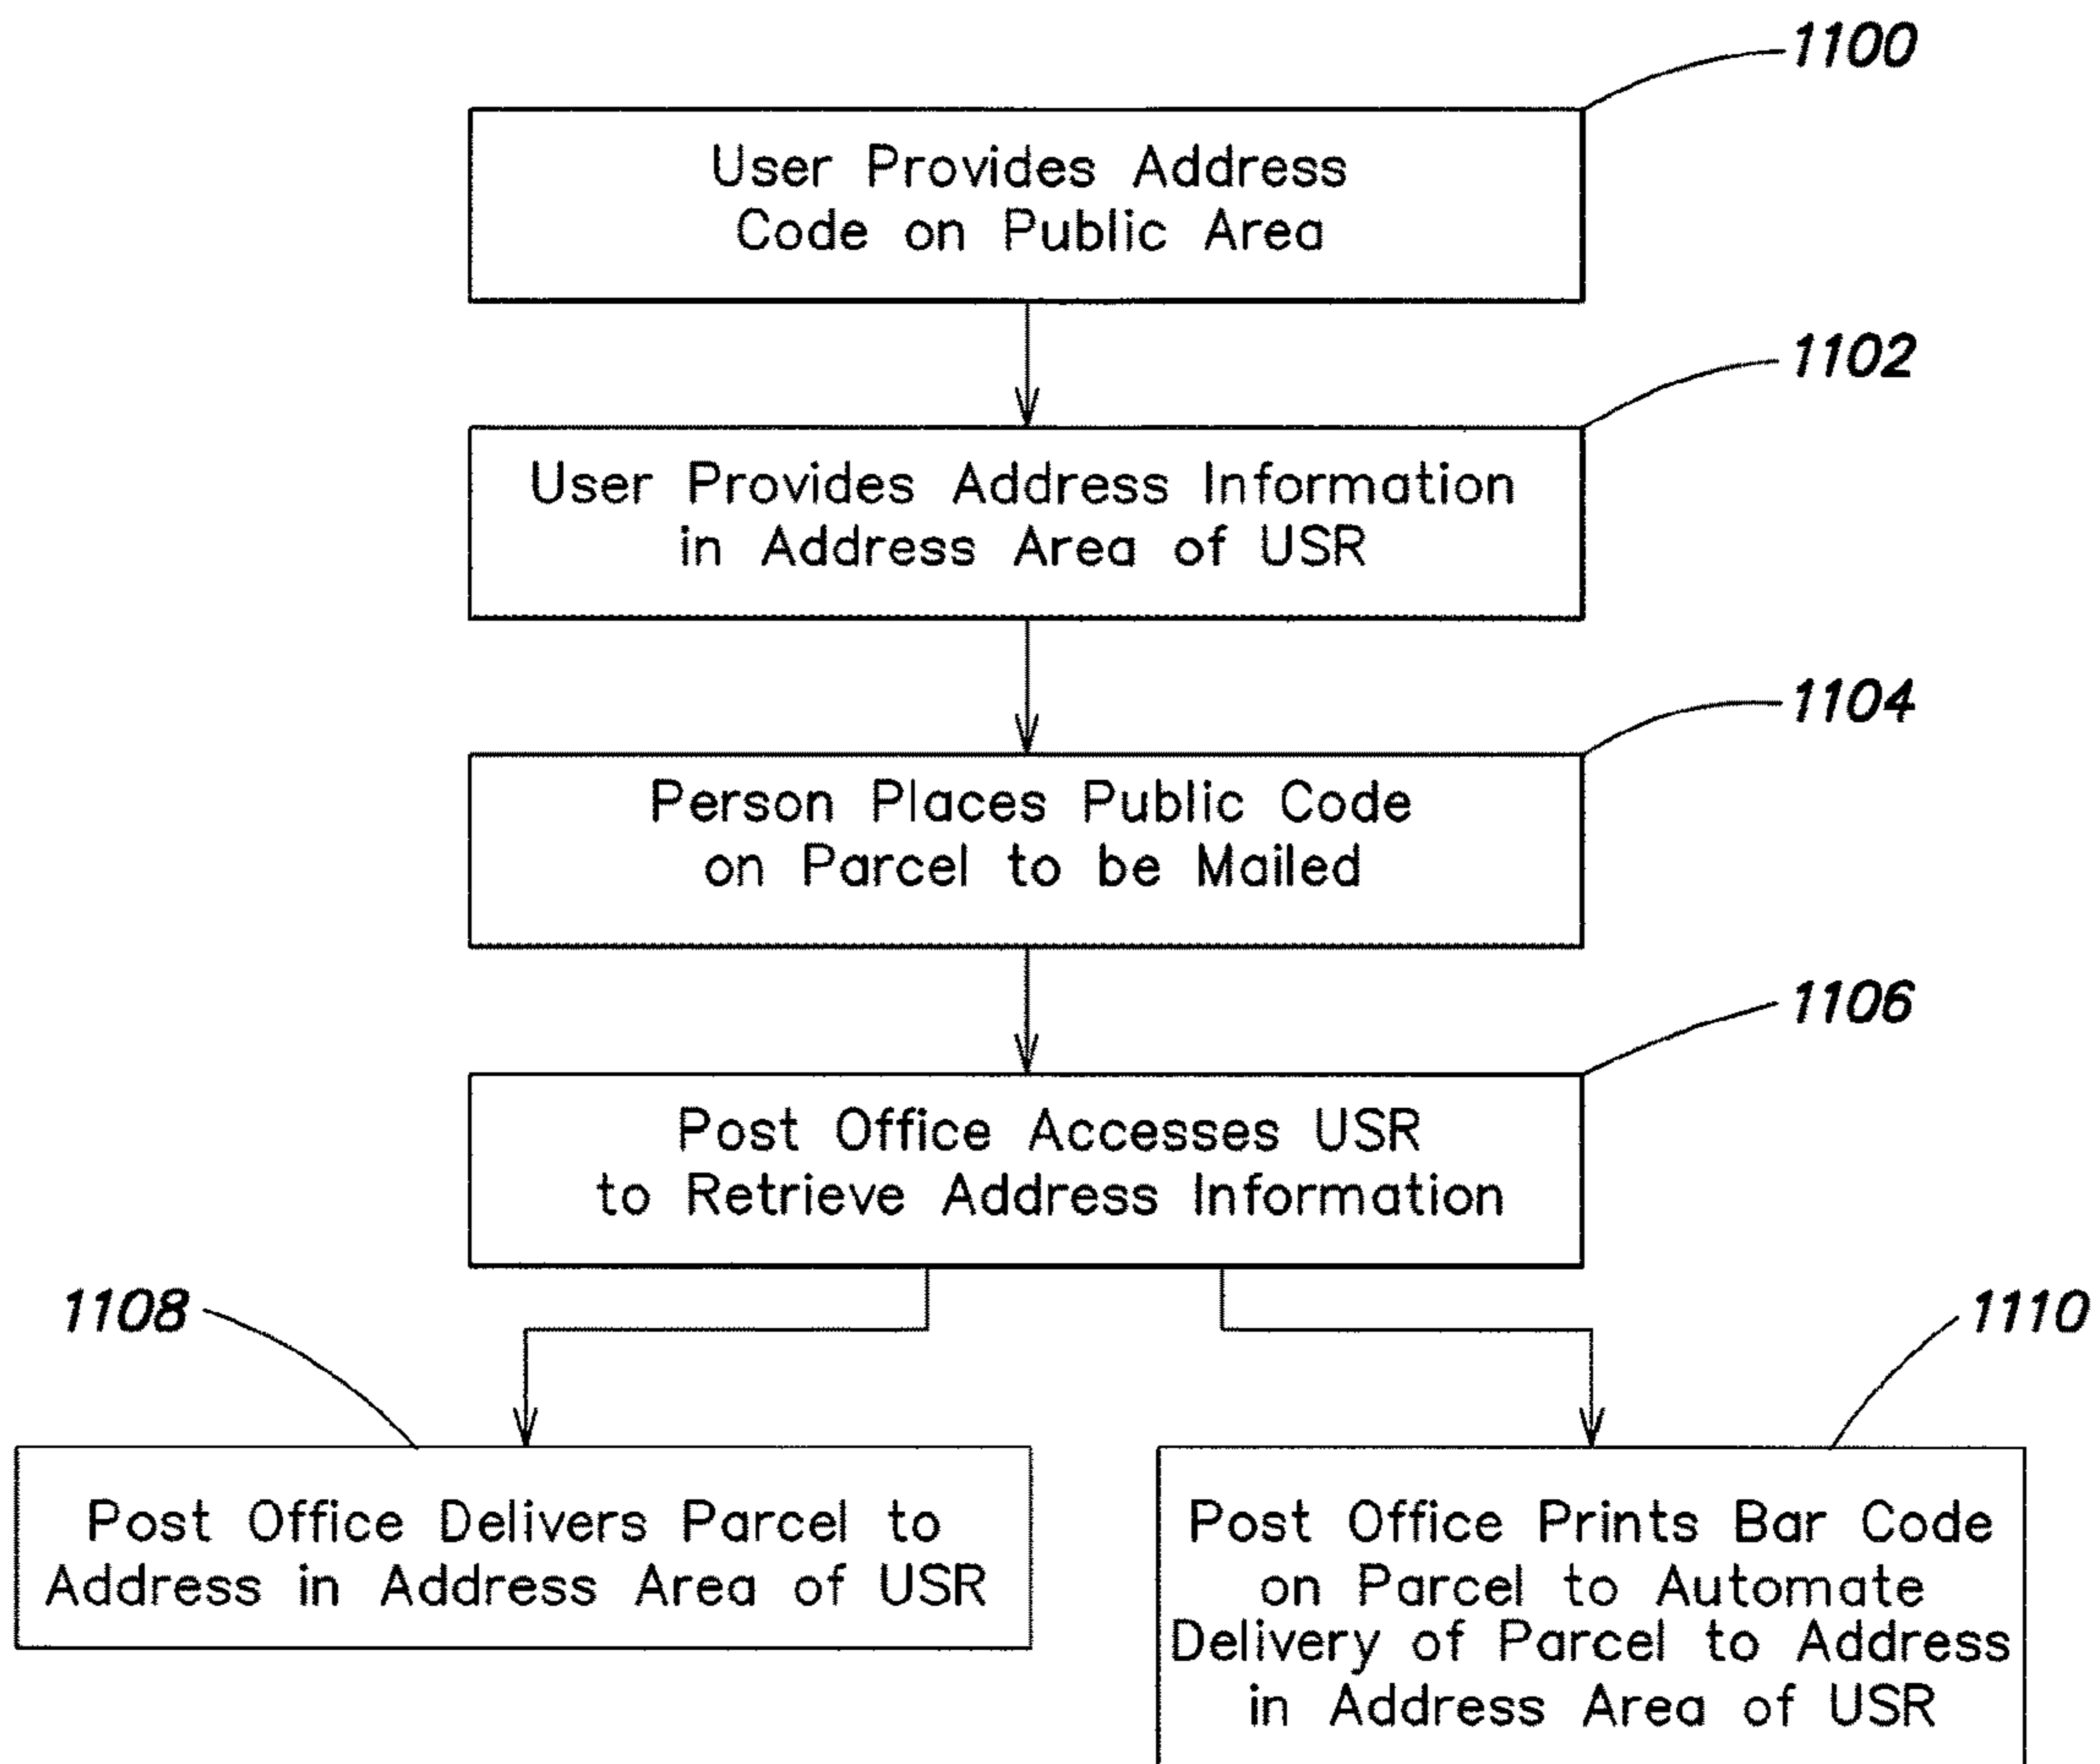 1100
User Provides Address
Code on Public Area
1102
User Provides Address Information
in Address Area of USR
1104
Person Places Public Code
on Parcel to be Mailed
1106
Post Office Accesses USR
to Retrieve Address Information
1108
Post Office Delivers Parcel to
Address in Address Area of USR
1110
Post Office Prints Bar Code
on Parcel to Automate
Delivery of Parcel to Address
in Address Area of USR